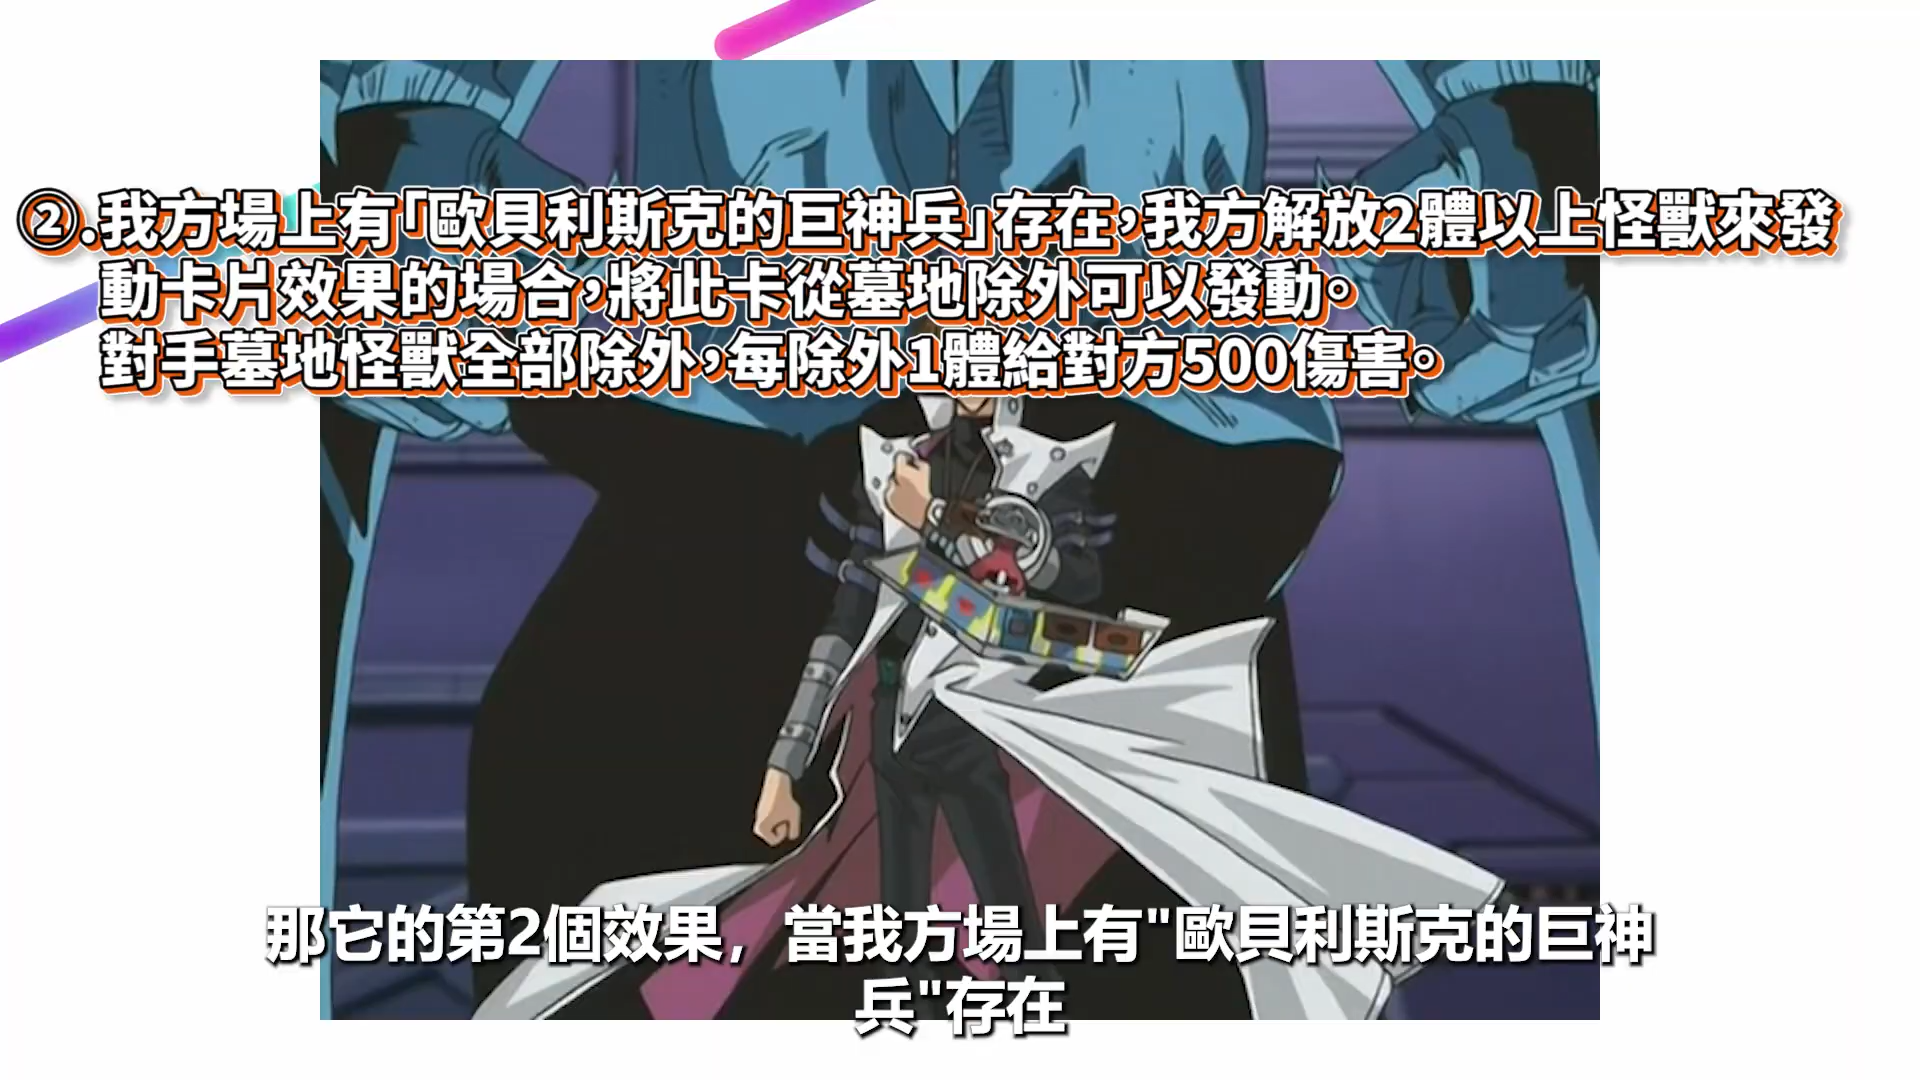 ②.我方場上有「歐貝利斯克的巨神兵」存在,我方解放2體以上怪獸來發
動卡片效果的場合,將此卡從墓地除外可以發動。
對手墓地怪獸全部除外,每除外1體給對方500傷害。
那它的第2個效果，當我方場上有"歐貝利斯克的巨神
兵"存在